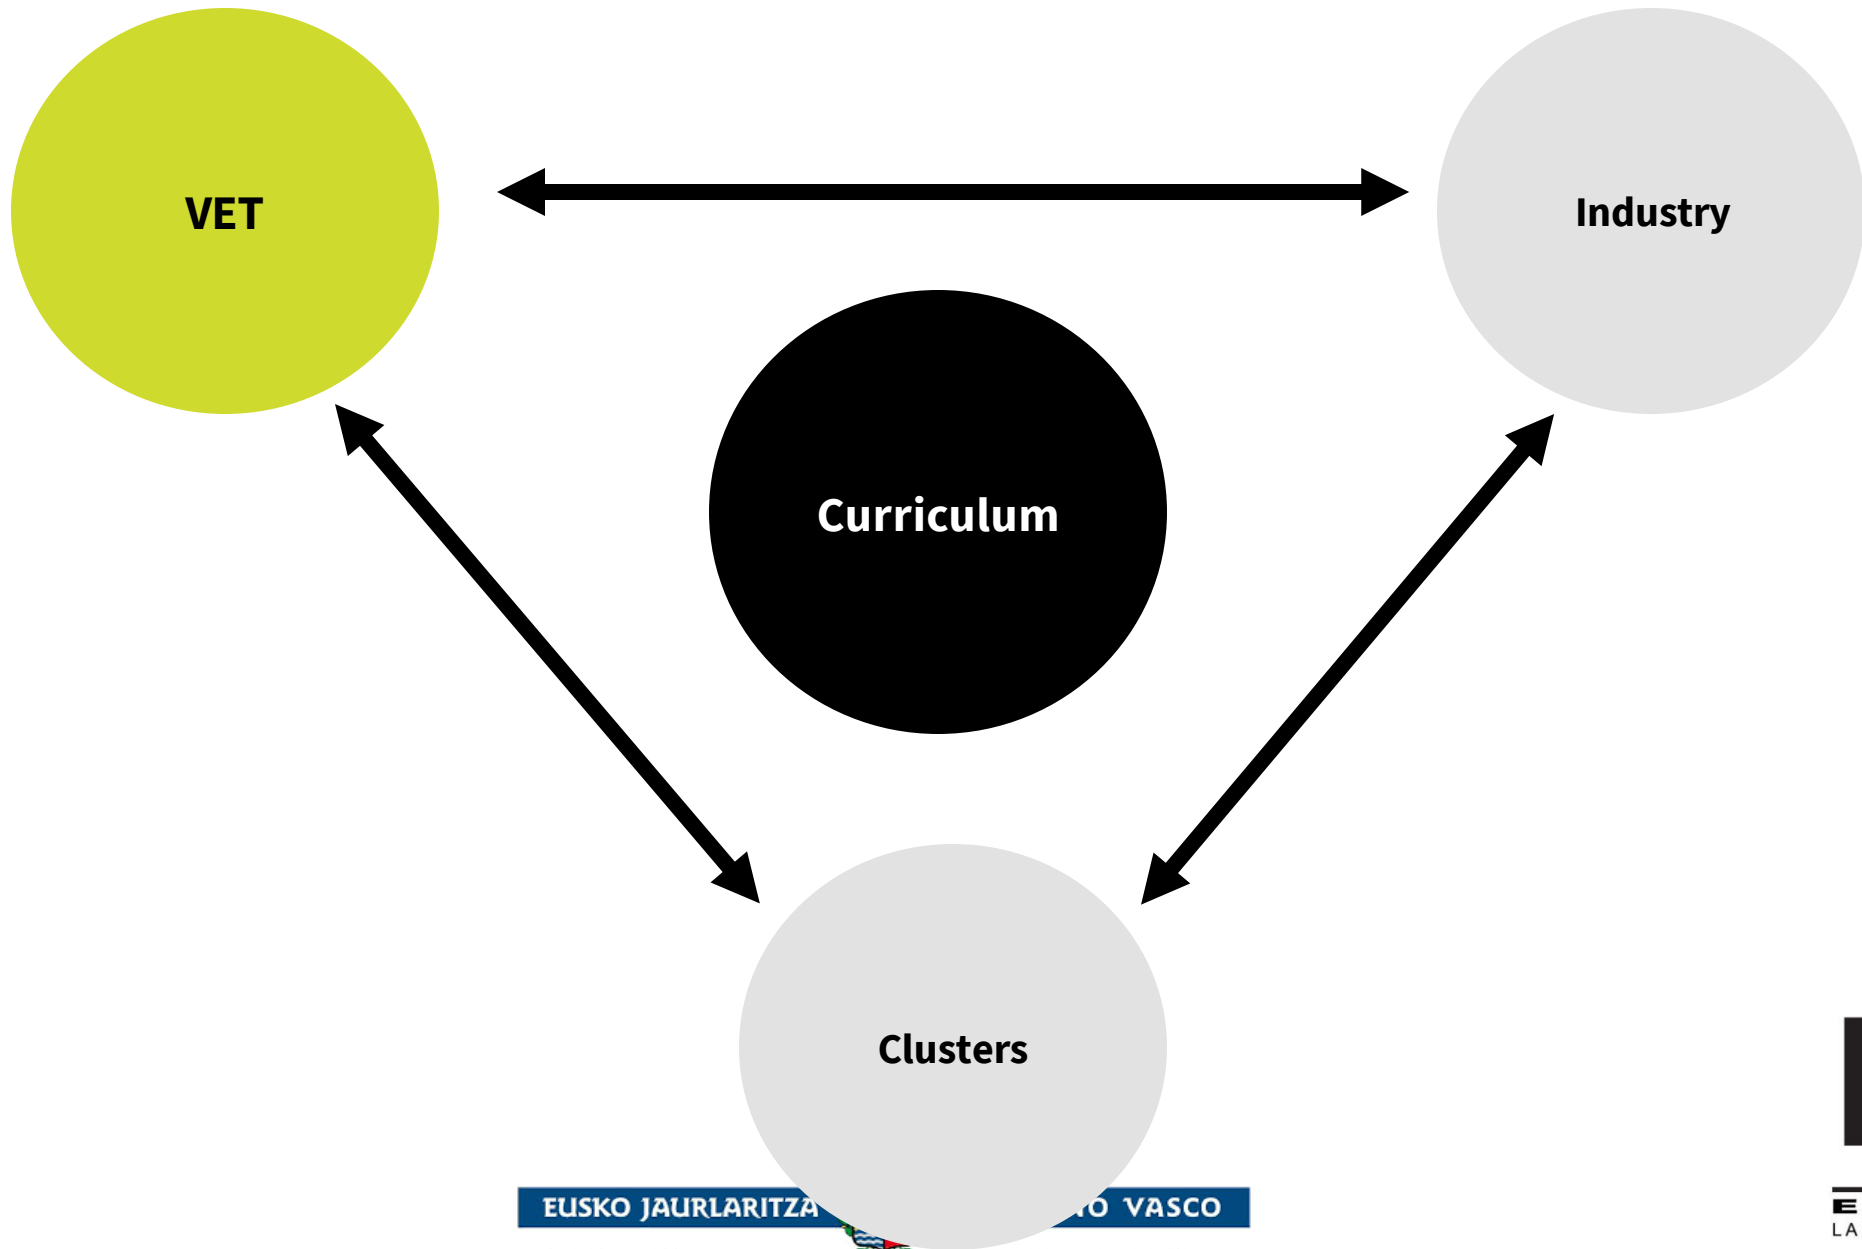 VET
Industry
Curriculum
Clusters
EUSKO JAURLARITZA
VASCO
LA